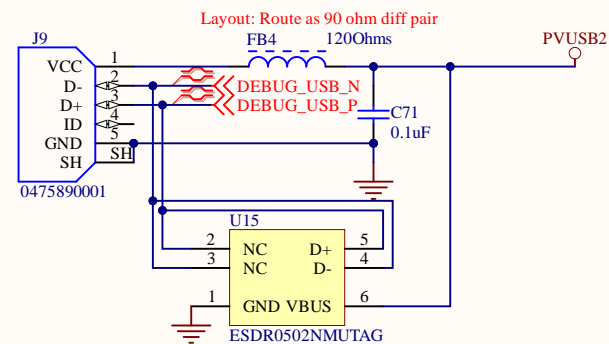 Layout: Route as 90 ohm diff pair
J9
FB4
120Ohms
PVUSB2
VCC
1
D-
2
DEBUG_USB_N
D+
3
DEBUG_USB_P
ID
4
C71
GND
5
0.1uF
SH
SH
0475890001
U15
2
NC
D+
5
3
NC
D-
4
1
GND
VBUS
6
ESDR0502NMUTAG